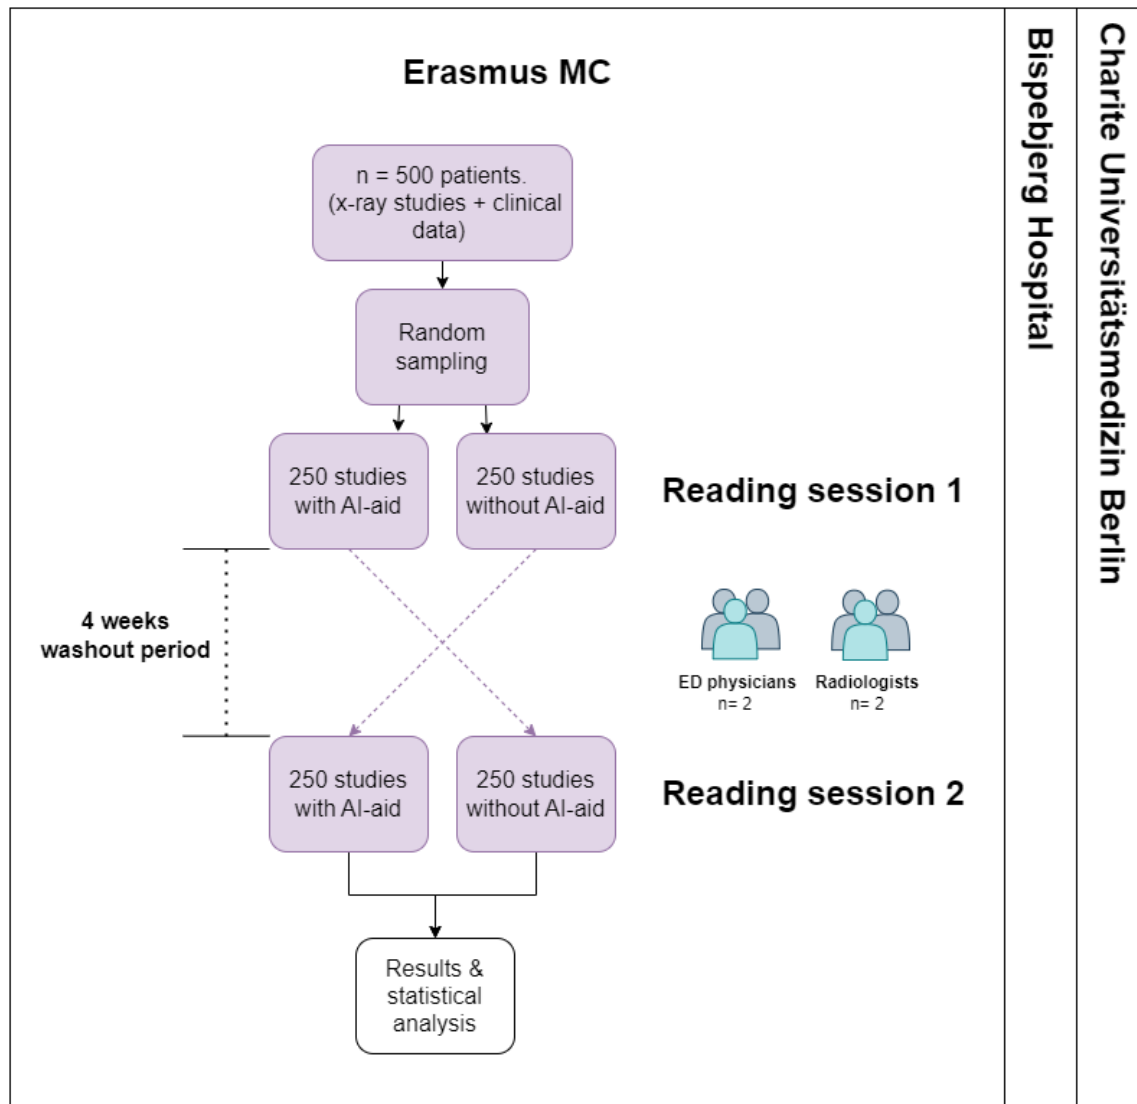 Erasmus MC
n = 500 patients.
(x-ray studies + clinical
data)
Random
sampling
250 studies
with AI-aid
250 studies
without AI-aid
Reading session 1
4 weeks
washout period
ED physicians
n= 2
Radiologists
n= 2
250 studies
with AI-aid
250 studies
without AI-aid
Reading session 2
Results &
statistical
analysis
Bispebjerg Hospital
Charite Universitätsmedizin Berlin